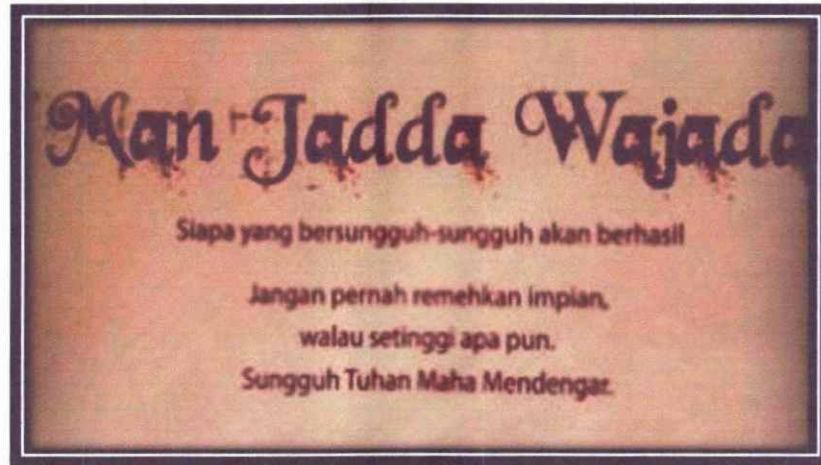 Man Jadda Wajada
Siapa yang bersungguh-sungguh akan berhasil
Jangan pernah remehkan impian,
walau setinggi apa pun.
Sungguh Tuhan Maha Mendengar.